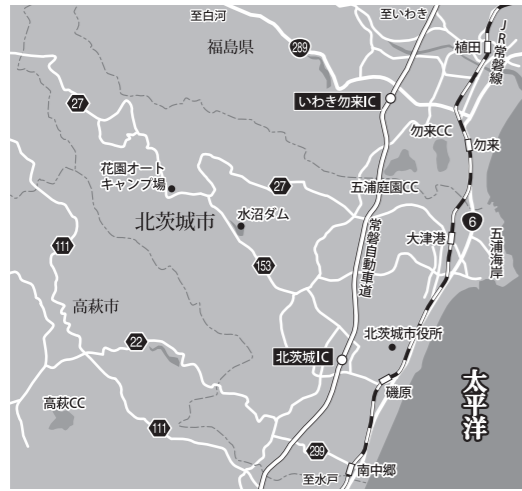 至白河
至いわき
福島県
289
植田
JR常磐線
27
いわき勿来IC
勿来CC
勿来
花園オート
キャンプ場
27
五浦庭園CC
北茨城市
水沼ダム
6
111
大津港
五浦海岸
153
常磐自動車道
高萩市
22
北茨城市役所
北茨城IC
太平洋
磯原
高萩CC
111
299
至水戸
南中郷